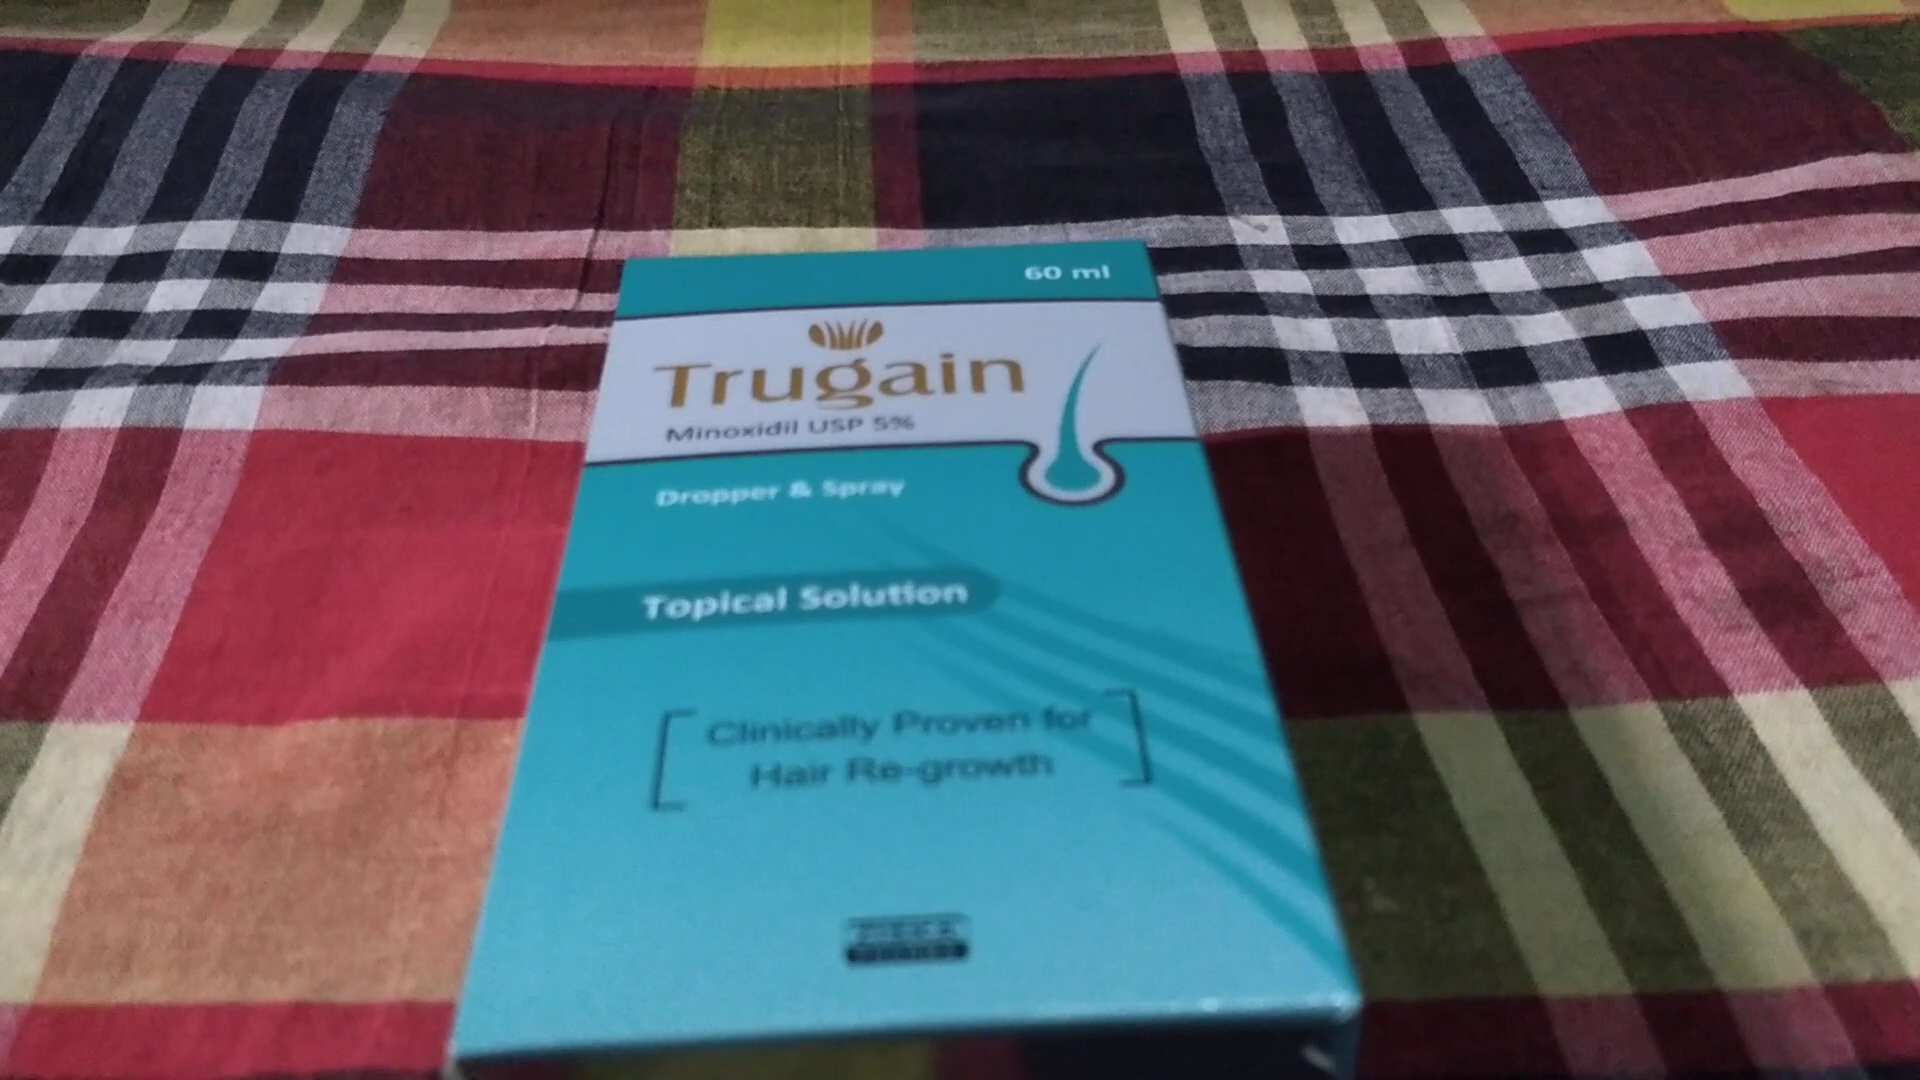 60 ml
Trugain
Minoxidil USP 5%
Dropper & Spray
Topical Solution
Clinically Proven for
Hair Re-growth